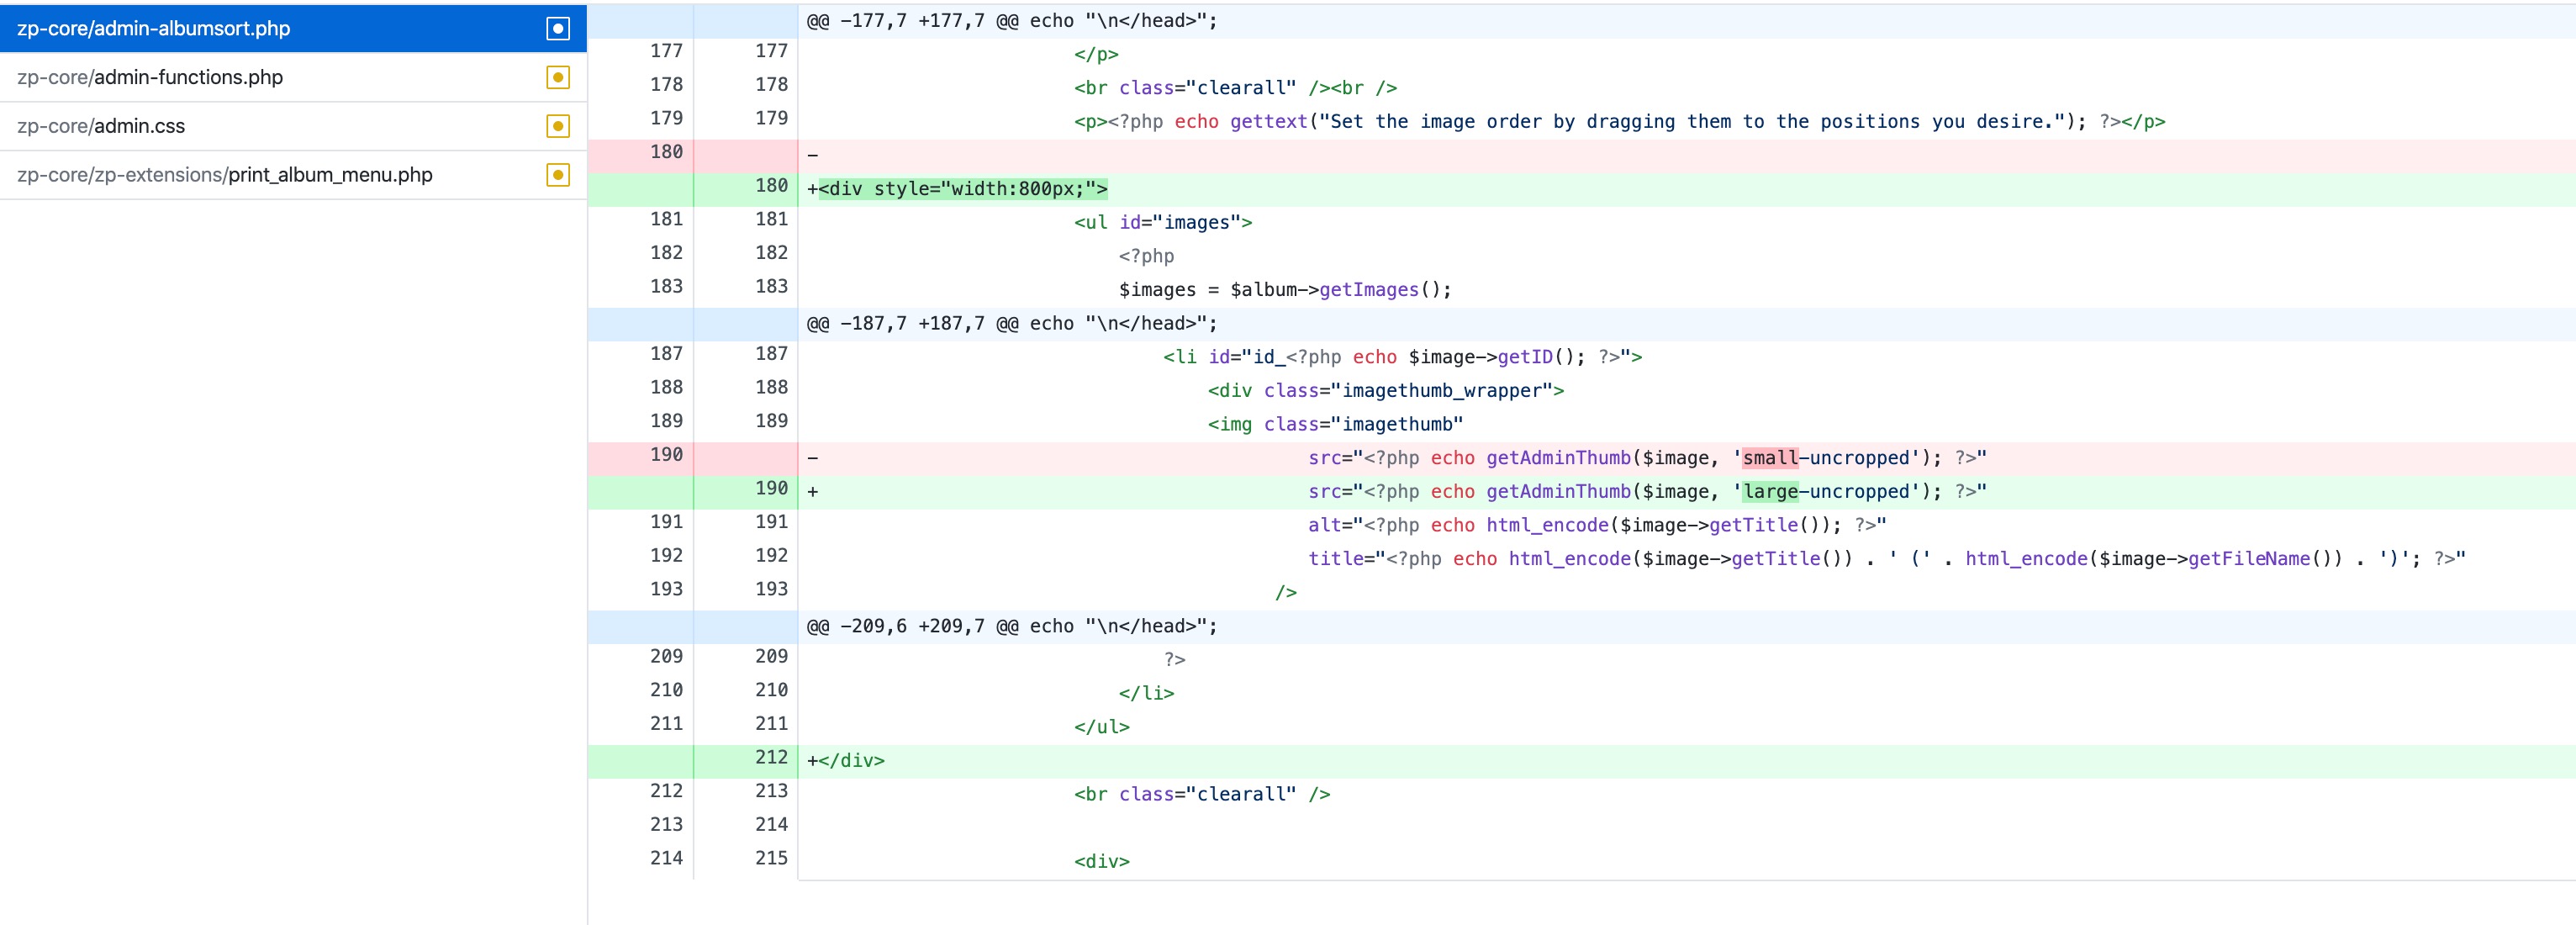 zp-core/admin-albumsort.php
zp-core/admin-functions.php
zp-core/admin.css
zp-core/zp-extensions/print_album_menu.php
@@ -177,7 +177,7 @@ echo "\n</head>";
177 177 </p>
178 178 <br class="clearall" /><br />
179 179 <p><?php echo gettext("Set the image order by dragging them to the positions you desire."); ?></p>
180 -
180 +<div style="width:800px;">
181 181 <ul id="images">
182 182 <?php
183 183 $images = $album->getImages();
@@ -187,7 +187,7 @@ echo "\n</head>";
187 187 <li id="id_<?php echo $image->getID(); ?>">
188 188 <div class="imagethumb_wrapper">
189 189 <img class="imagethumb"
190 - src="<?php echo getAdminThumb($image, 'small-uncropped'); ?>"
190 + src="<?php echo getAdminThumb($image, 'large-uncropped'); ?>"
191 191 alt="<?php echo html_encode($image->getTitle()); ?>"
192 192 title="<?php echo html_encode($image->getTitle()) . ' (' . html_encode($image->getFileName()) . ')'; ?>"
193 193 />
@@ -209,6 +209,7 @@ echo "\n</head>";
209 209 ?>
210 210 </li>
211 211 </ul>
212 +</div>
212 213 <br class="clearall" />
213 214
214 215 <div>